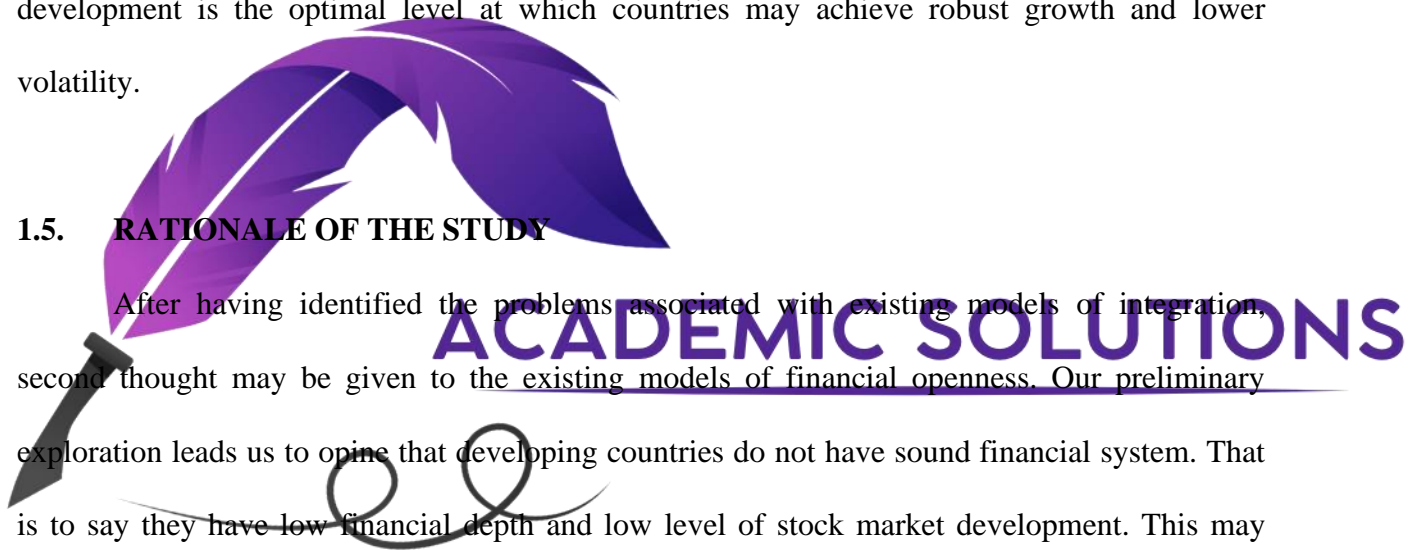 development is the optimal level at which countries may achieve robust growth and lower
volatility.
1.5. RATIONALE OF THE STUDY
After having identified the problems associated with existing models of integration,
ACADEMIC SOLUTIONS
second thought may be given to the existing models of financial openness. Our preliminary
exploration leads us to opine that developing countries do not have sound financial system. That
is to say they have low financial depth and low level of stock market development. This may